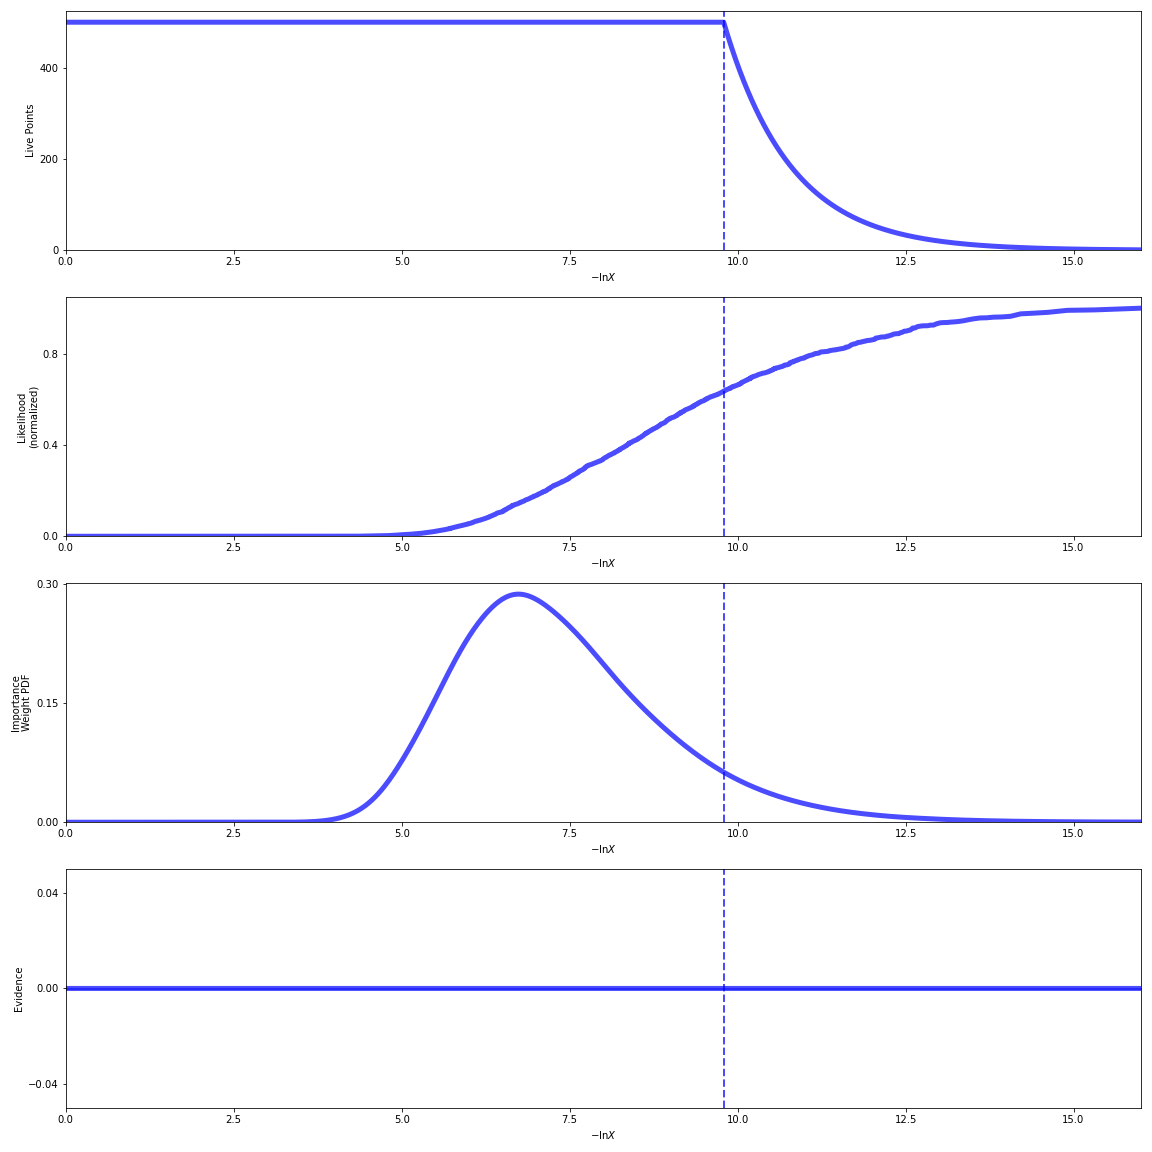 Live Points
400
200
0
0.0 2.5 5.0 7.5 10.0 12.5 15.0
−lnX
Likelihood
(normalized)
0.8
0.4
0.0
0.0 2.5 5.0 7.5 10.0 12.5 15.0
−lnX
Importance
Weight PDF
0.30
0.15
0.00
0.0 2.5 5.0 7.5 10.0 12.5 15.0
−lnX
Evidence
0.04
0.00
−0.04
0.0 2.5 5.0 7.5 10.0 12.5 15.0
−lnX